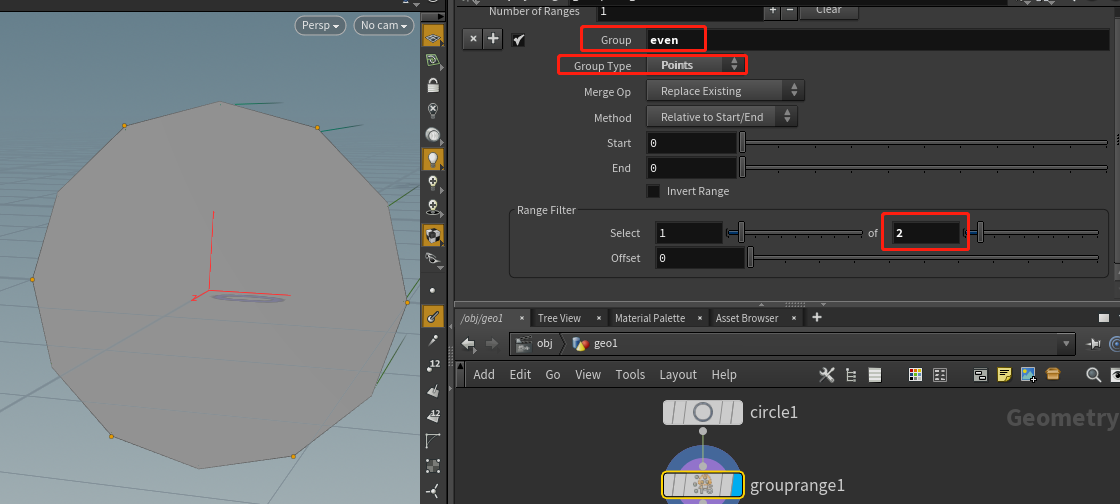 Persp
No cam
Number of Ranges 1 Clear
Group even
Group Type Points
Merge Op Replace Existing
Method Relative to Start/End
Start 0
End 0
Invert Range
Range Filter
Select 1 of 2
Offset 0
z
12
12
/obj/geo1 × Tree View × Material Palette × Asset Browser × +
obj geo1
Add Edit Go View Tools Layout Help
circle1
Geometry
grouprange1